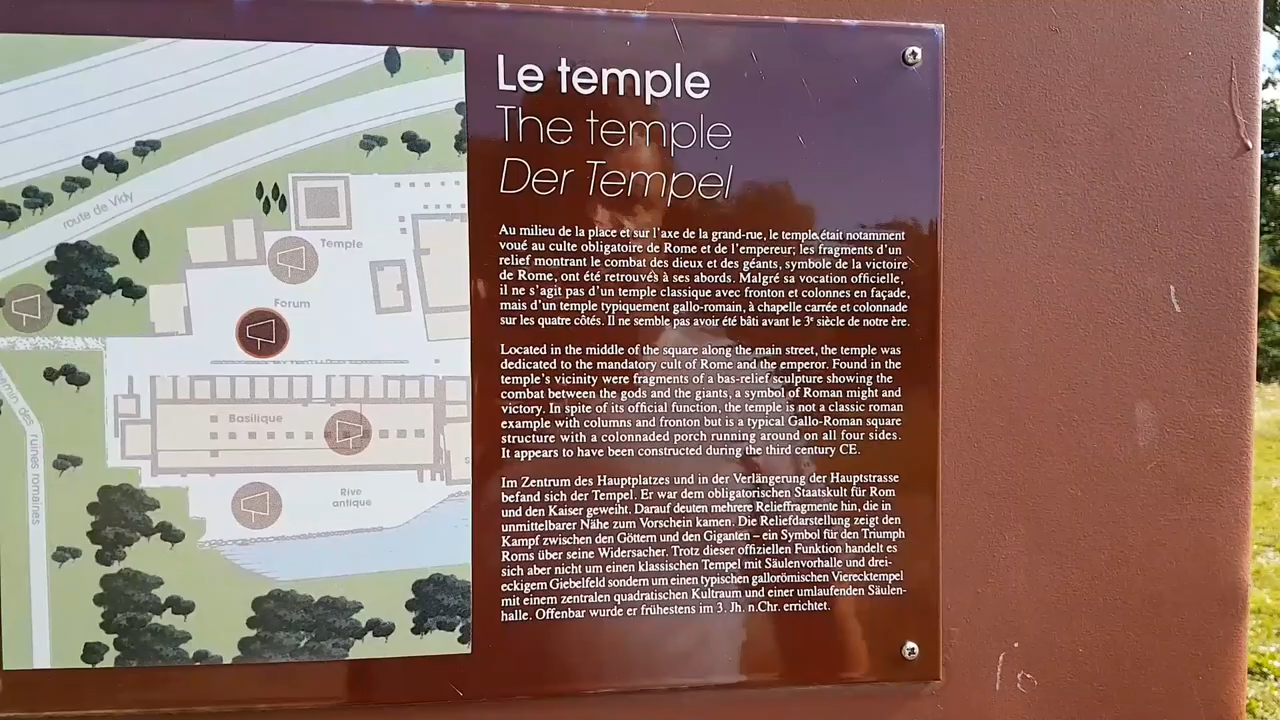 route de Vidy
Temple
Forum
Basilique
Rive
antique
ruines romaines
Le temple
The temple
Der Tempel
Au milieu de la place et sur l'axe de la grand-rue, le temple était notamment
voué au culte obligatoire de Rome et de l'empereur; les fragments d'un
relief montrant le combat des dieux et des géants, symbole de la victoire
de Rome, ont été retrouvés à ses abords. Malgré sa vocation officielle,
il ne s'agit pas d'un temple classique avec fronton et colonnes en façade,
mais d'un temple typiquement gallo-romain, à chapelle carrée et colonnade
sur les quatre côtés. Il ne semble pas avoir été bâti avant le 3e siècle de notre ère.
Located in the middle of the square along the main street, the temple was
dedicated to the mandatory cult of Rome and the emperor. Found in the
temple's vicinity were fragments of a bas-relief sculpture showing the
combat between the gods and the giants, a symbol of Roman might and
victory. In spite of its official function, the temple is not a classic roman
example with columns and fronton but is a typical Gallo-Roman square
structure with a colonnaded porch running around on all four sides.
It appears to have been constructed during the third century CE.
Im Zentrum des Hauptplatzes und in der Verlängerung der Hauptstrasse
befand sich der Tempel. Er war dem obligatorischen Staatskult für Rom
und den Kaiser geweiht. Darauf deuten mehrere Relieffragmente hin, die in
unmittelbarer Nähe zum Vorschein kamen. Die Reliefdarstellung zeigt den
Kampf zwischen den Göttern und den Giganten – ein Symbol für den Triumph
Roms über seine Widersacher. Trotz dieser offiziellen Funktion handelt es
sich aber nicht um einen klassischen Tempel mit Säulenvorhalle und drei-
eckigem Giebelfeld sondern um einen typischen gallorömischen Vierecktempel
mit einem zentralen quadratischen Kultraum und einer umlaufenden Säulen-
halle. Offenbar wurde er frühestens im 3. Jh. n.Chr. errichtet.